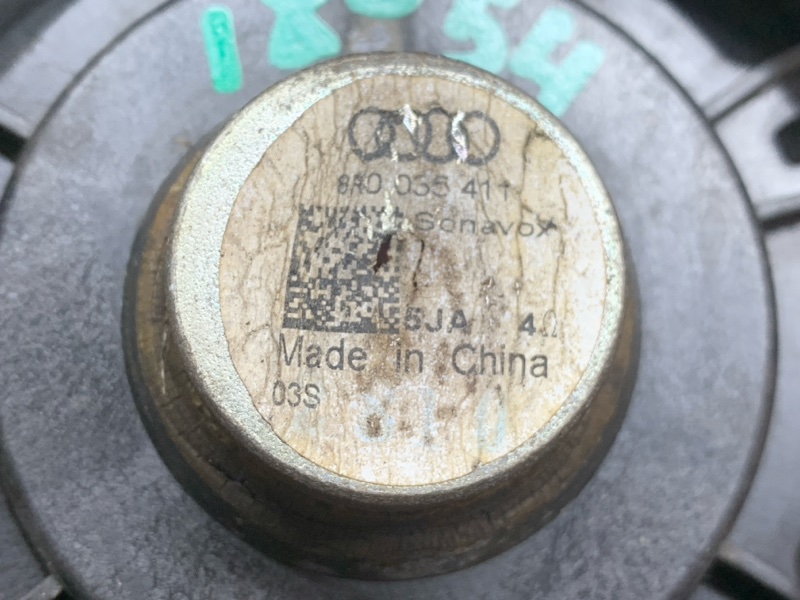 8R0 035 411
Sonavox
5JA 4Ω
Made in China
03S